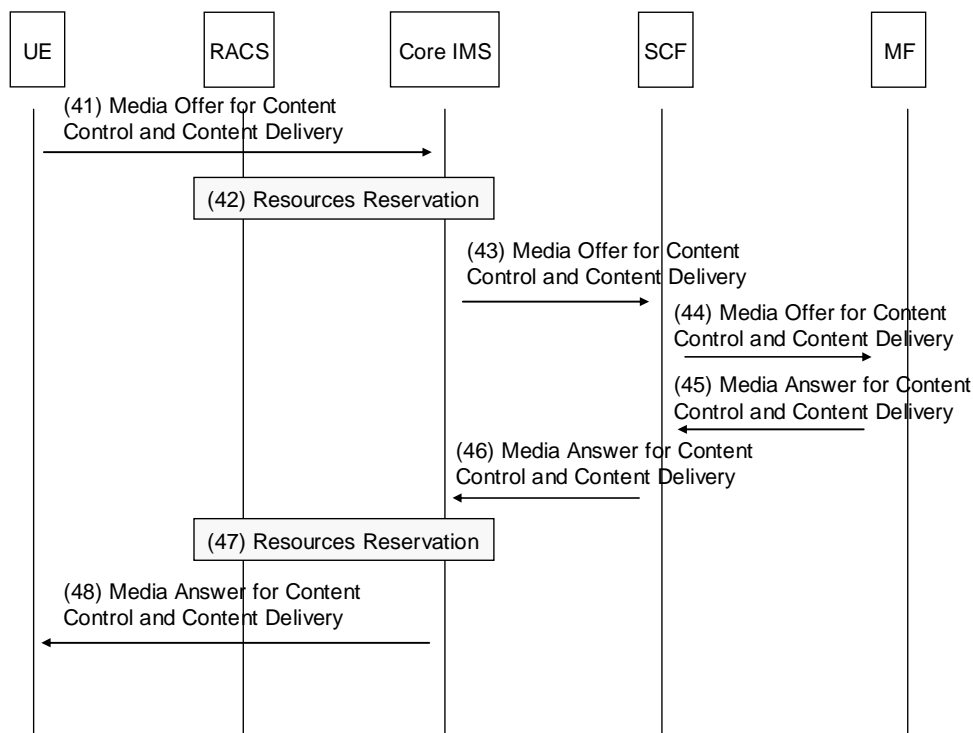 UE
RACS
Core IMS
SCF
MF
(41) Media Offer for Content
Control and Content Delivery
(42) Resources Reservation
(43) Media Offer for Content
Control and Content Delivery
(44) Media Offer for Content
Control and Content Delivery
(45) Media Answer for Content
Control and Content Delivery
(46) Media Answer for Content
Control and Content Delivery
(47) Resources Reservation
(48) Media Answer for Content
Control and Content Delivery